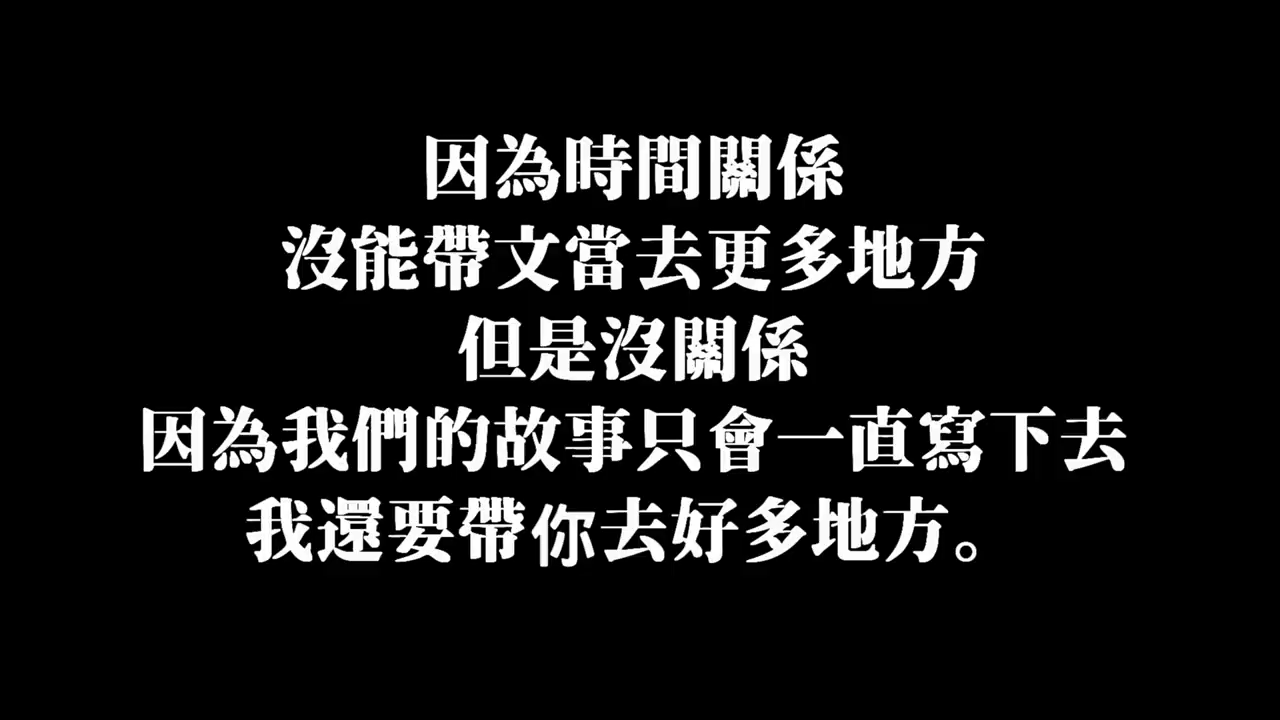 因為時間關係
沒能帶文當去更多地方
但是沒關係
因為我們的故事只會一直寫下去
我還要帶你去好多地方。